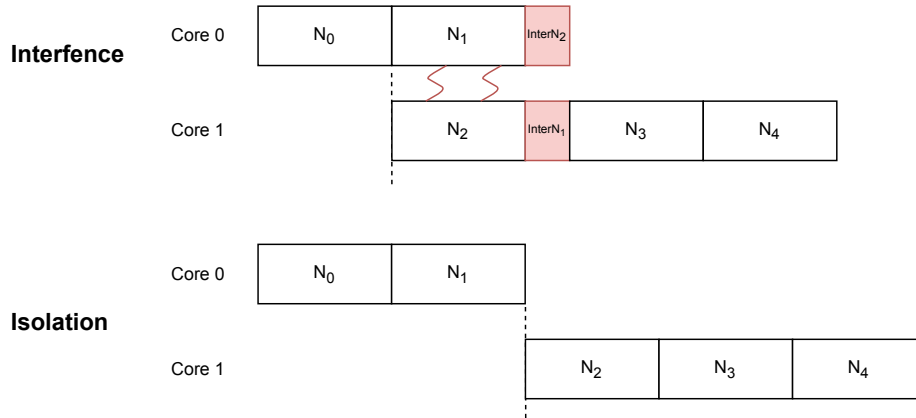 Core 0
N₀
N₁
InterN₂
Interfence
Core 1
N₂
InterN₁
N₃
N₄
Core 0
N₀
N₁
Isolation
Core 1
N₂
N₃
N₄